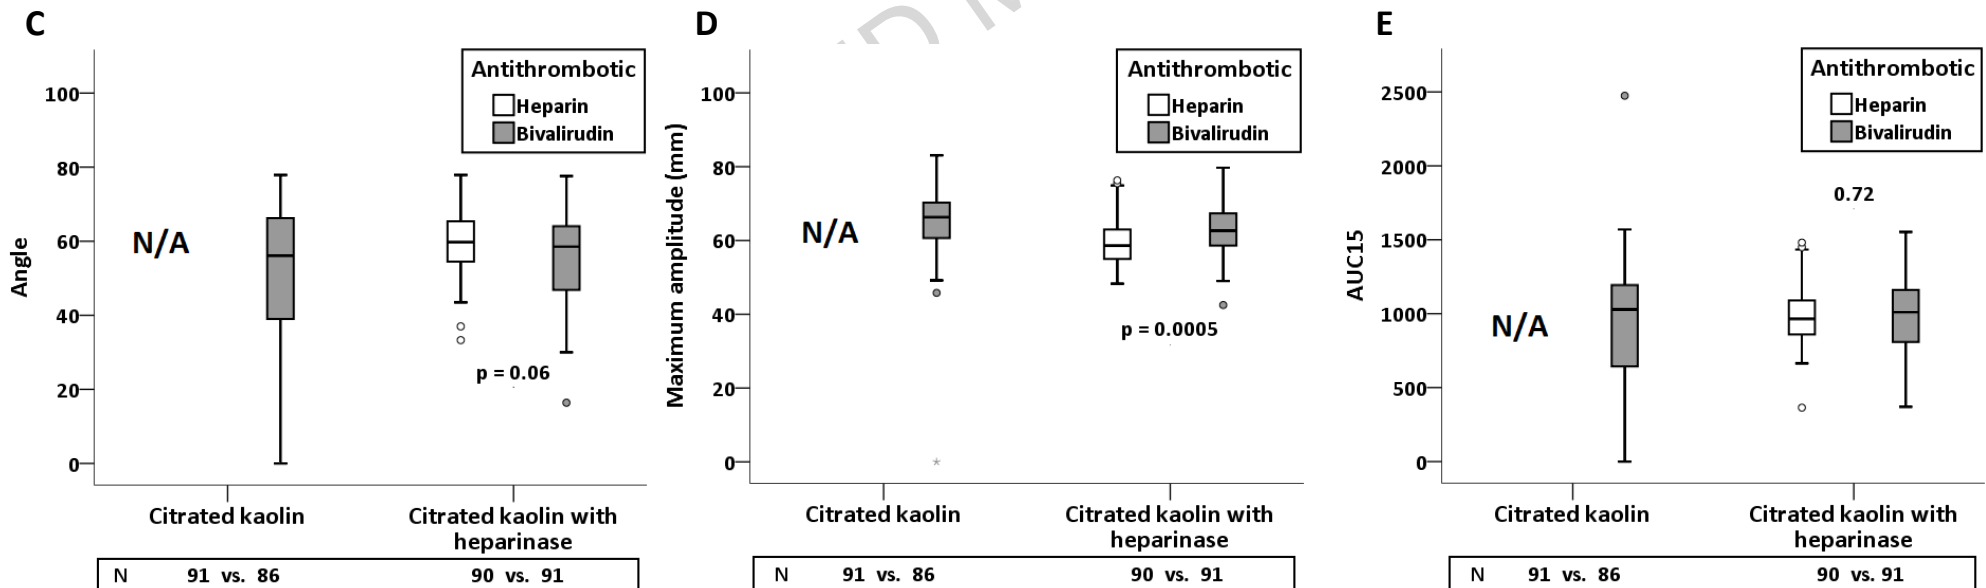 C
Antithrombotic
Heparin
Bivalirudin
100
80
60
40
20
0
Angle
N/A
p = 0.06
Citrated kaolin
Citrated kaolin with
heparinase
N 91 vs. 86 90 vs. 91
D
Antithrombotic
Heparin
Bivalirudin
100
80
60
40
20
0
Maximum amplitude (mm)
N/A
p = 0.0005
Citrated kaolin
Citrated kaolin with
heparinase
N 91 vs. 86 90 vs. 91
E
Antithrombotic
Heparin
Bivalirudin
2500
2000
1500
1000
500
0
AUC15
N/A
0.72
Citrated kaolin
Citrated kaolin with
heparinase
N 91 vs. 86 90 vs. 91